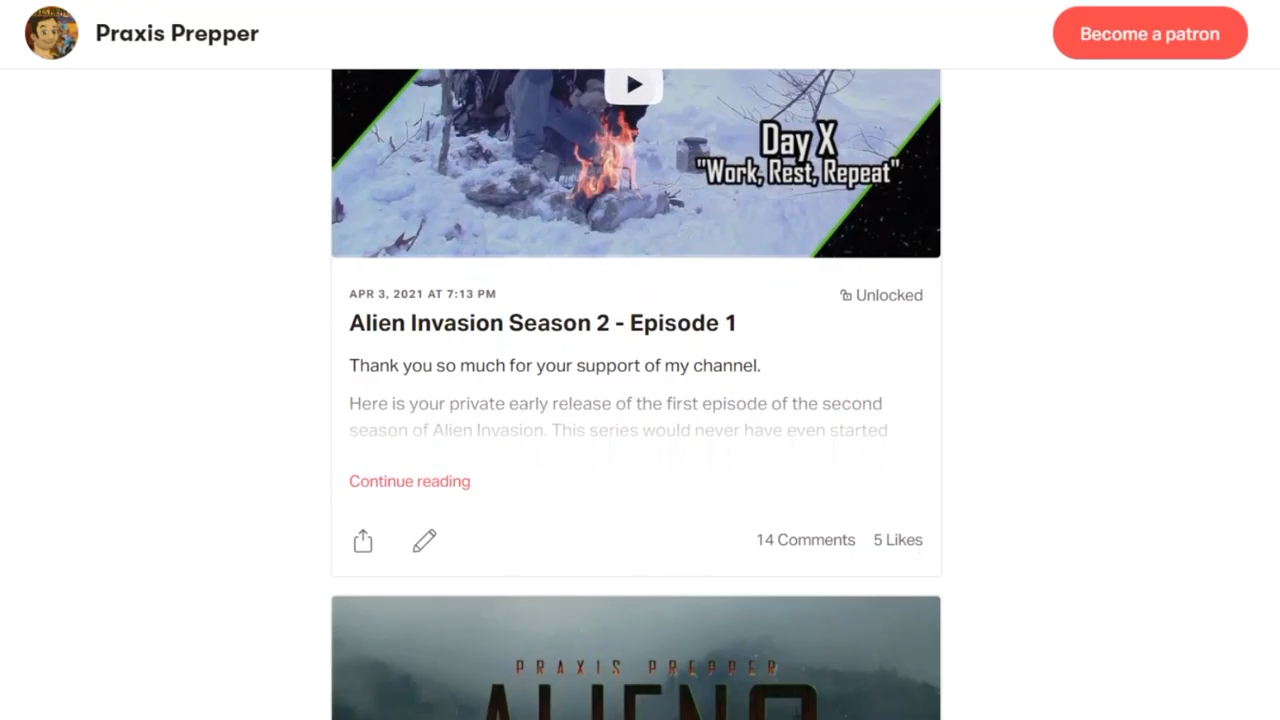 Praxis Prepper
Become a patron
Day X
"Work, Rest, Repeat"
APR 3, 2021 AT 7:13 PM
Unlocked
Alien Invasion Season 2 - Episode 1
Thank you so much for your support of my channel.
Here is your private early release of the first episode of the second
season of Alien Invasion. This series would never have even started
Continue reading
14 Comments
5 Likes
PRAXIS PREPPER